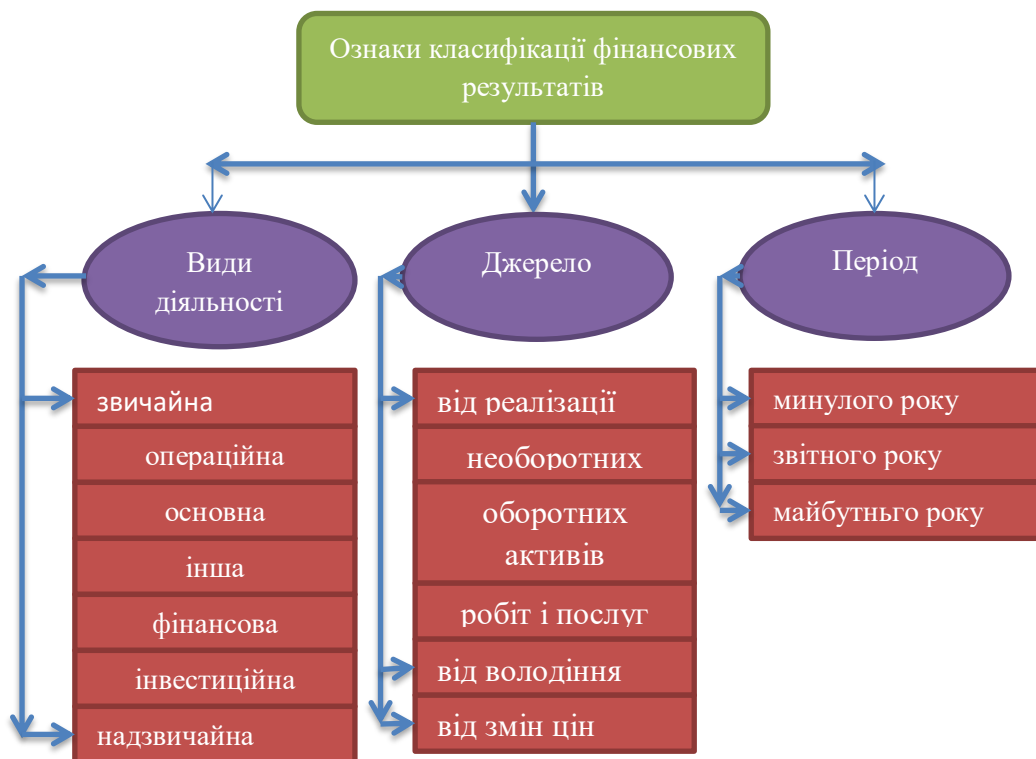 Ознаки класифікації фінансових
результатів
Види
діяльності
звичайна
операційна
основна
інша
фінансова
інвестиційна
надзвичайна
Джерело
від реалізації
необоротних
оборотних
активів
робіт і послуг
від володіння
від змін цін
Період
минулого року
звітного року
майбутньго року